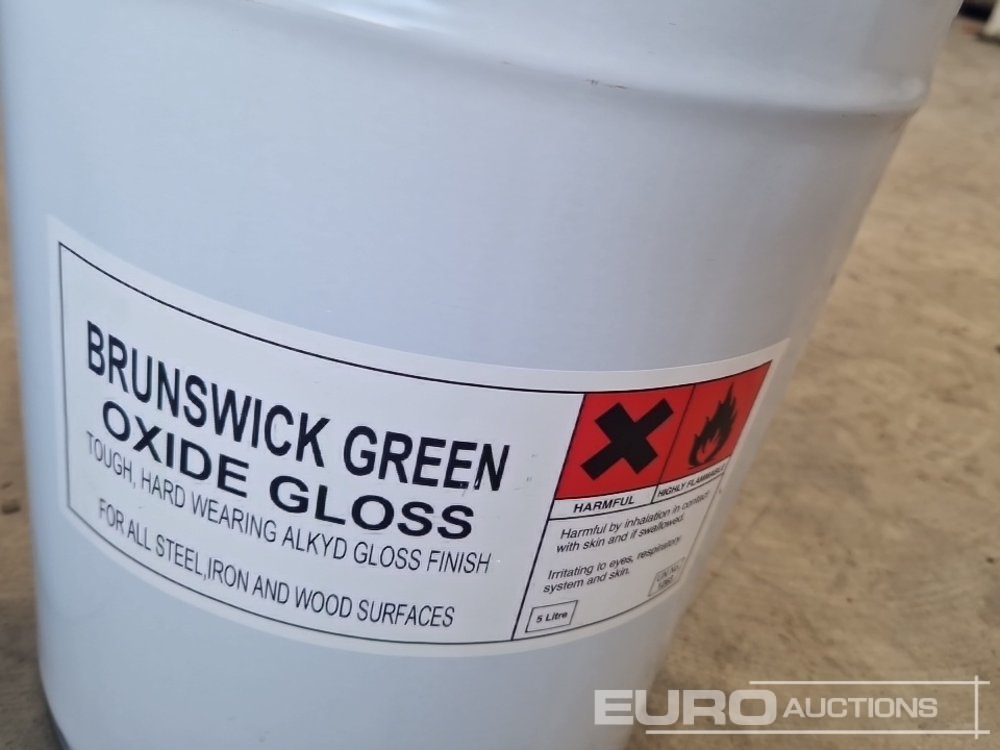 BRUNSWICK GREEN
OXIDE GLOSS
TOUGH, HARD WEARING ALKYD GLOSS FINISH
FOR ALL STEEL,IRON AND WOOD SURFACES
HARMFUL
HIGHLY FLAMMABLE
Harmful by inhalation in contact
with skin and if swallowed.
Irritating to eyes, respiratory
system and skin.
5 Litre
UN No.
EURO AUCTIONS